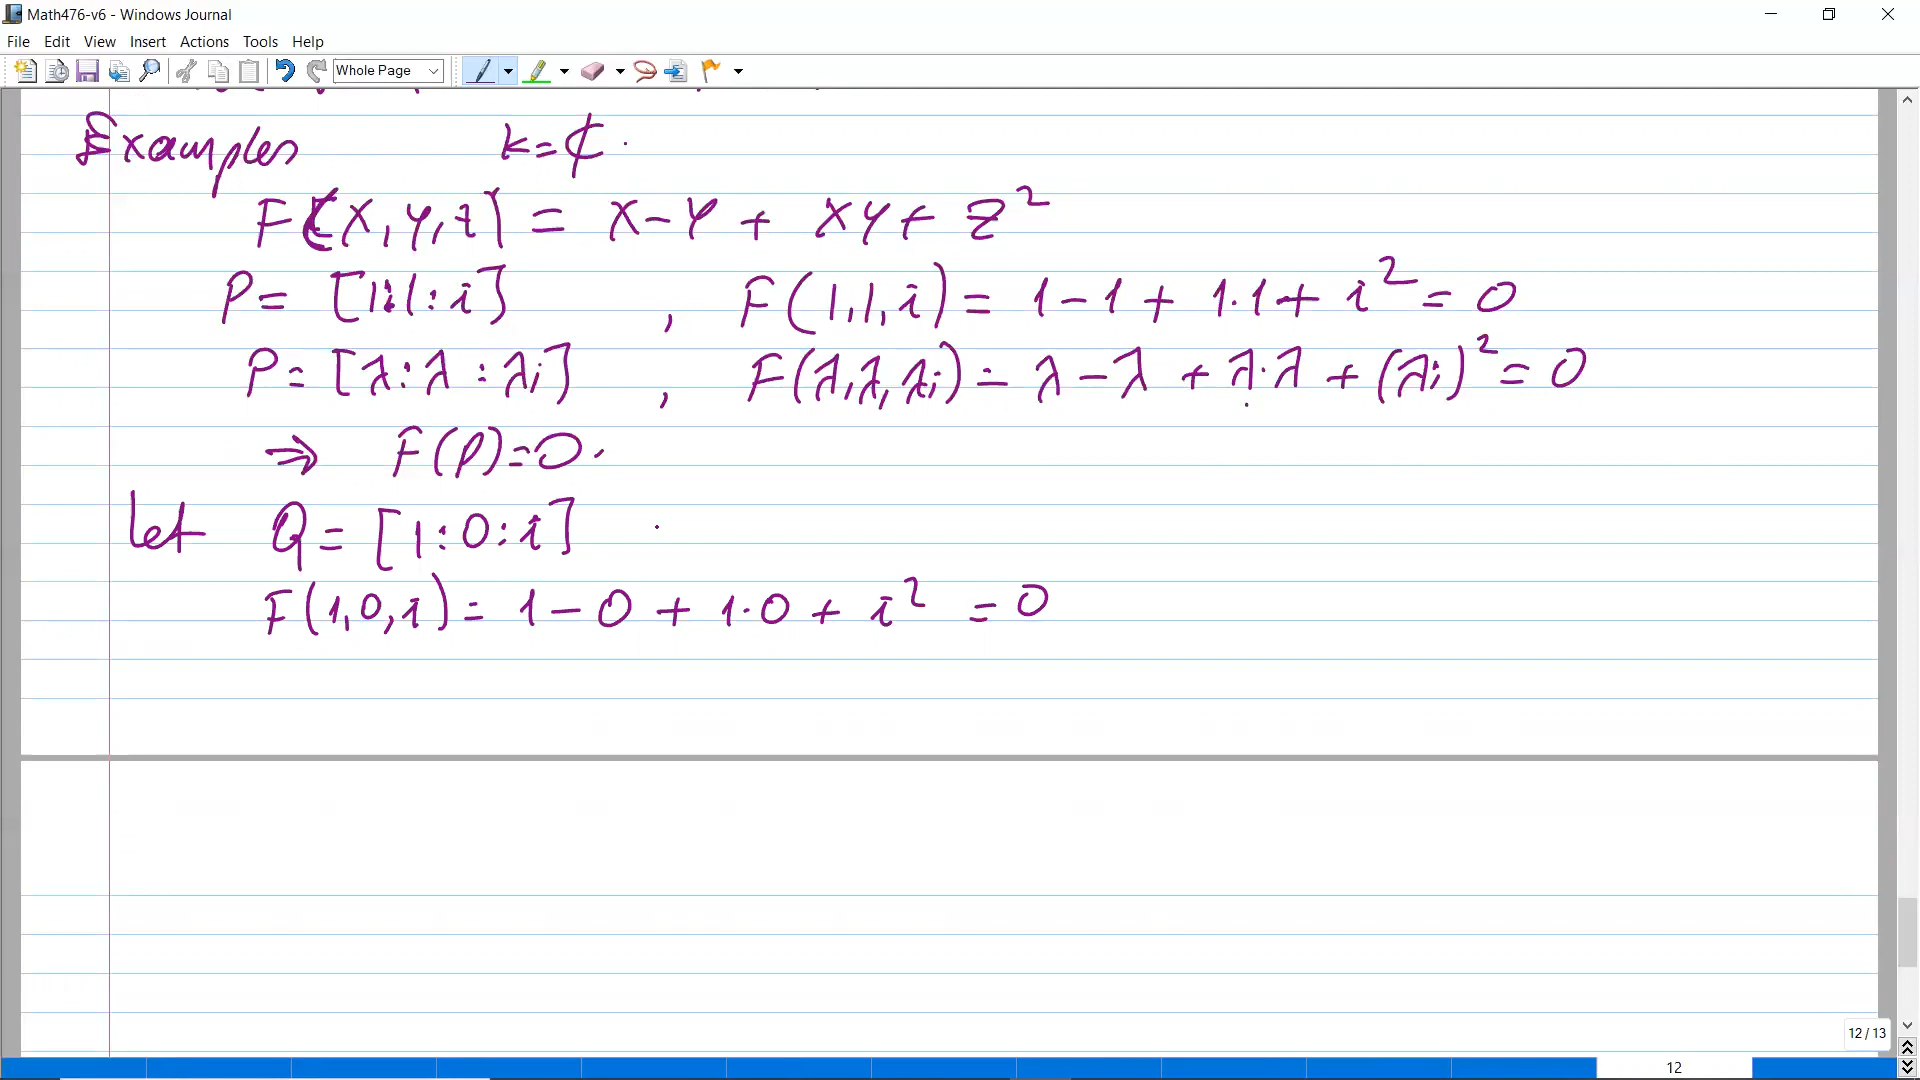 Math476-v6 - Windows Journal
File Edit View Insert Actions Tools Help
Whole Page
Examples k=ℂ.
F(X,Y,Z) = X-Y + XY + Z²
P= [1:1:i] , F(1,1,i) = 1-1 + 1·1 + i² = 0
P= [λ:λ:λi] , F(λ,λ,λi) = λ-λ + λ·λ + (λi)² = 0
⇒ F(P)=0.
Let Q= [1:0:i]
F(1,0,i) = 1-0 + 1·0 + i² = 0
12 / 13
12